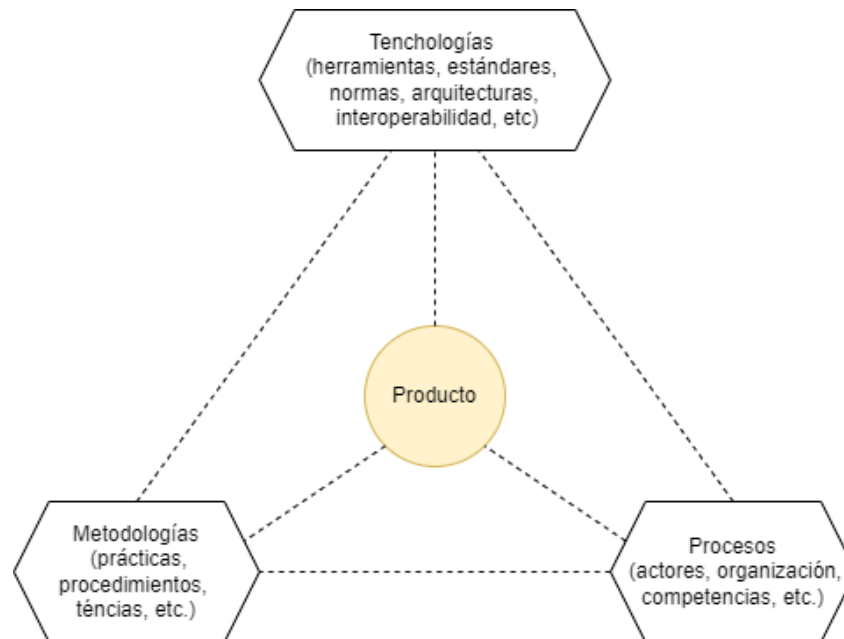 Tenchologías
(herramientas, estándares,
normas, arquitecturas,
interoperabilidad, etc)
Producto
Metodologías
(prácticas,
procedimientos,
téncias, etc.)
Procesos
(actores, organización,
competencias, etc.)